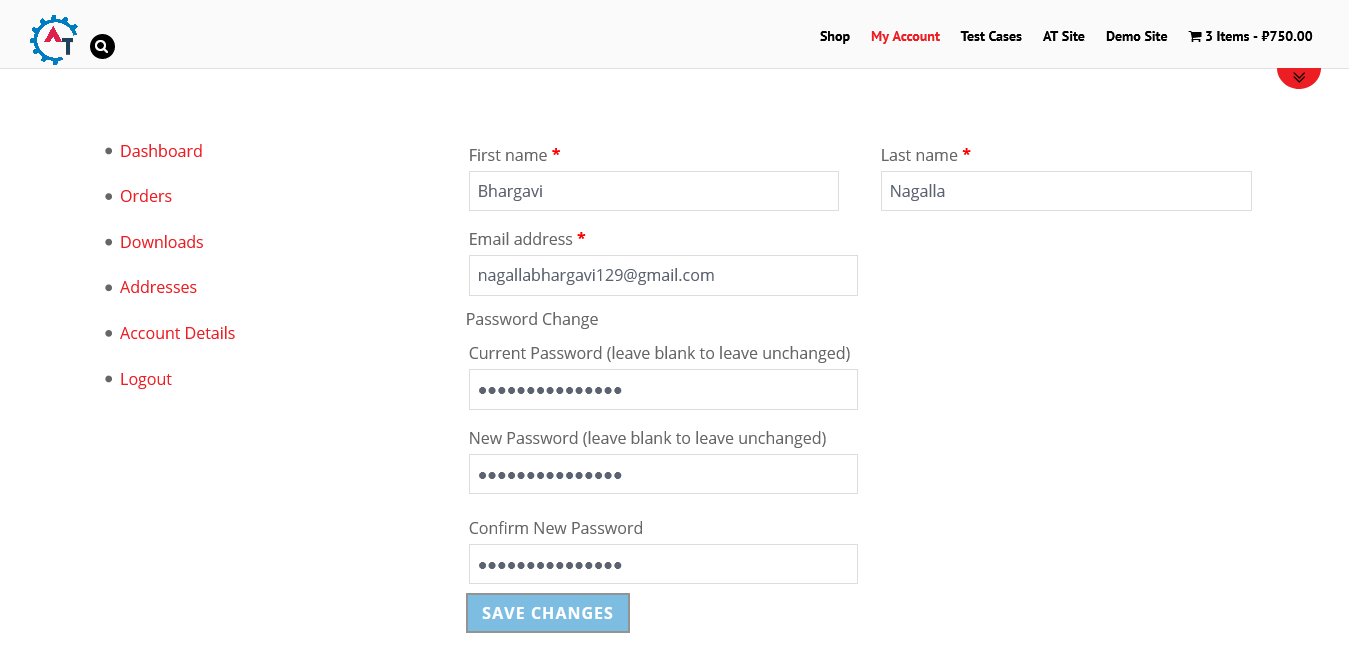 AT
Shop My Account Test Cases AT Site Demo Site 3 Items - ₽750.00
Dashboard
Orders
Downloads
Addresses
Account Details
Logout
First name *
Last name *
Bhargavi
Nagalla
Email address *
nagallabhargavi129@gmail.com
Password Change
Current Password (leave blank to leave unchanged)
●●●●●●●●●●●●●●●
New Password (leave blank to leave unchanged)
●●●●●●●●●●●●●●●
Confirm New Password
●●●●●●●●●●●●●●●
SAVE CHANGES